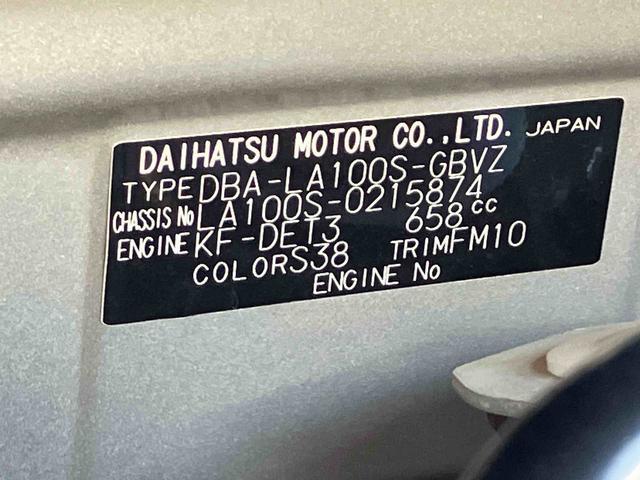 DAIHATSU MOTOR CO.,LTD. JAPAN
TYPE DBA-LA100S-GBVZ
CHASSIS No LA100S-0215874
ENGINE KF-DET3 658 cc
COLOR S38 TRIM FM10
ENGINE No